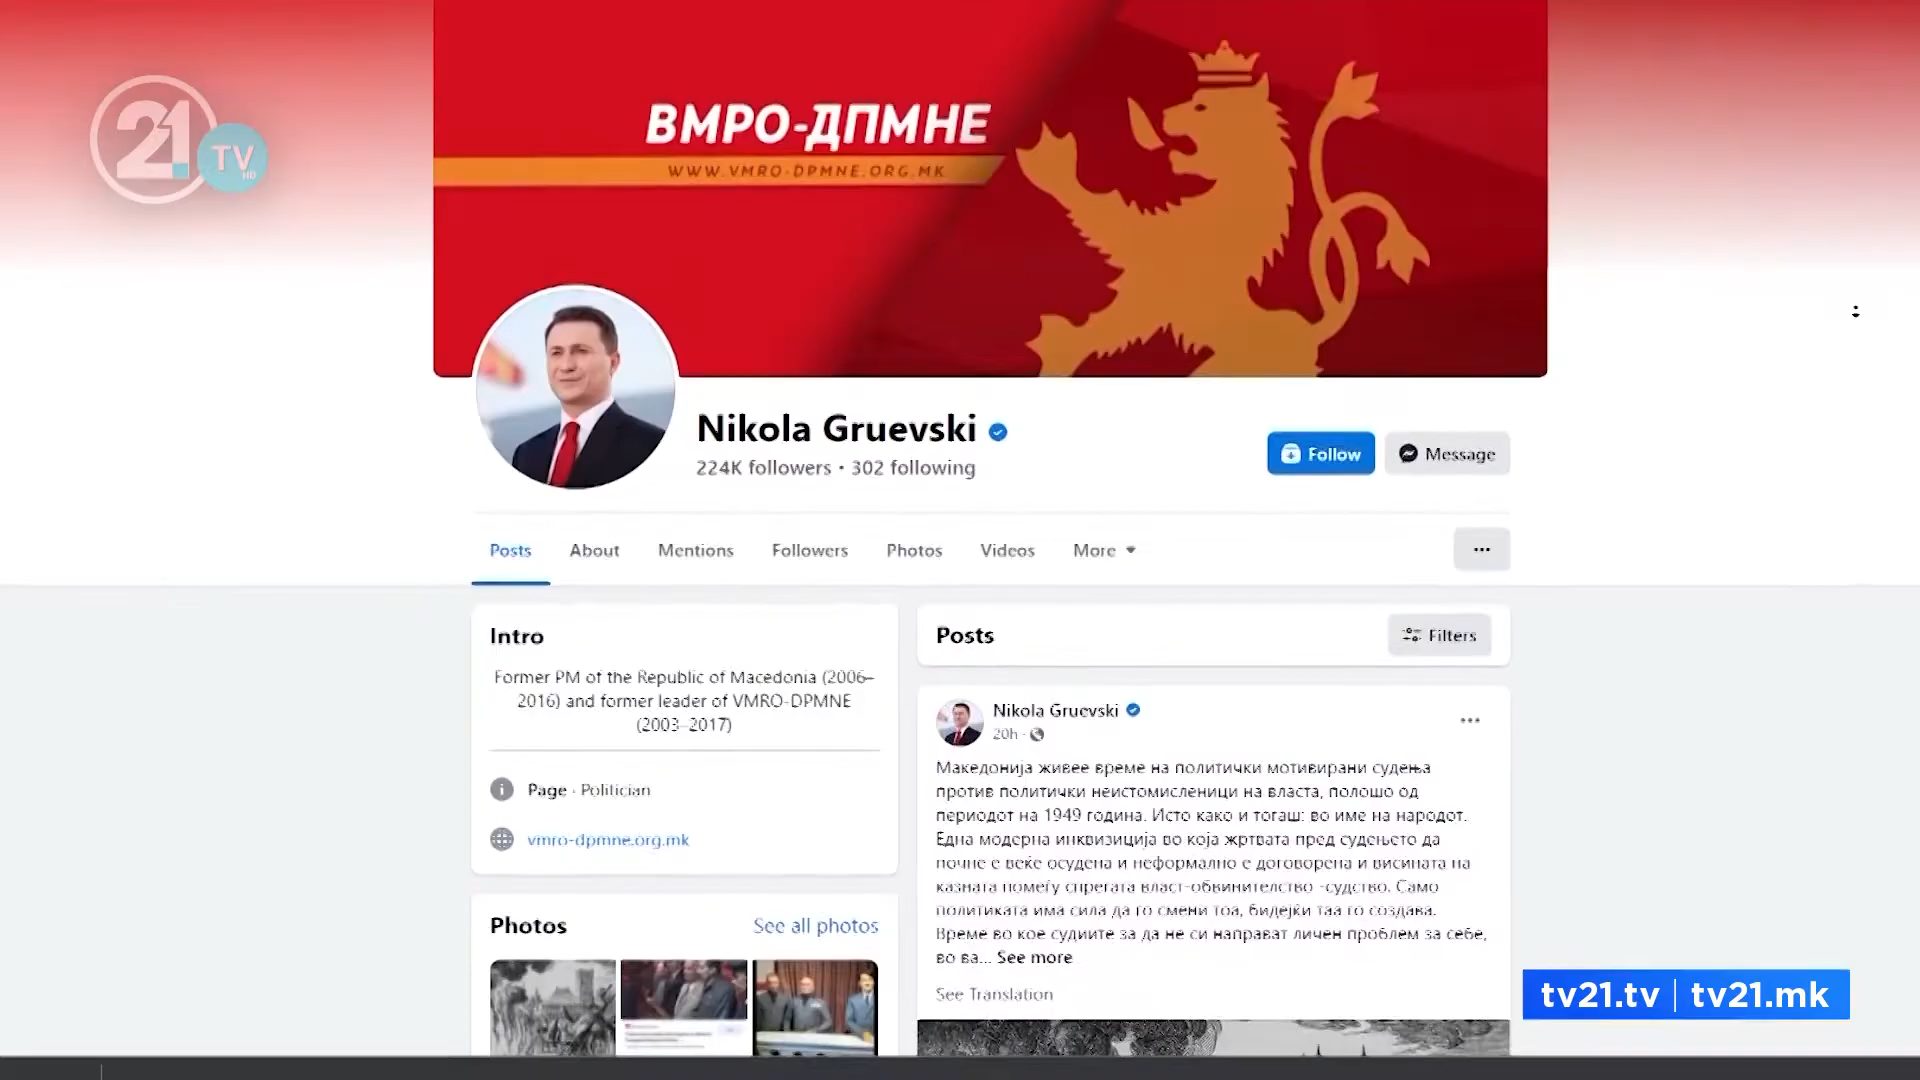 21 TV HD
ВМРО-ДПМНЕ
WWW.VMRO-DPMNE.ORG.MK
Nikola Gruevski
224K followers • 302 following
Follow
Message
Posts About Mentions Followers Photos Videos More
Intro
Former PM of the Republic of Macedonia (2006–
2016) and former leader of VMRO-DPMNE
(2003–2017)
Page · Politician
vmro-dpmne.org.mk
Photos
See all photos
Posts
Filters
Nikola Gruevski
20h ·
Македонија живее време на политички мотивирани судења
против политички неистомисленици на власта, полошо од
периодот на 1949 година. Исто како и тогаш: во име на народот.
Една модерна инквизиција во која жртвата пред судењето да
почне е веќе осудена и неформално е договорена и висината на
казната помеѓу спрегата власт-обвинителство -судство. Само
политиката има сила да го смени тоа, бидејќи таа го создава.
Време во кое судиите за да не си направат личен проблем за себе,
во ва... See more
See Translation
tv21.tv | tv21.mk